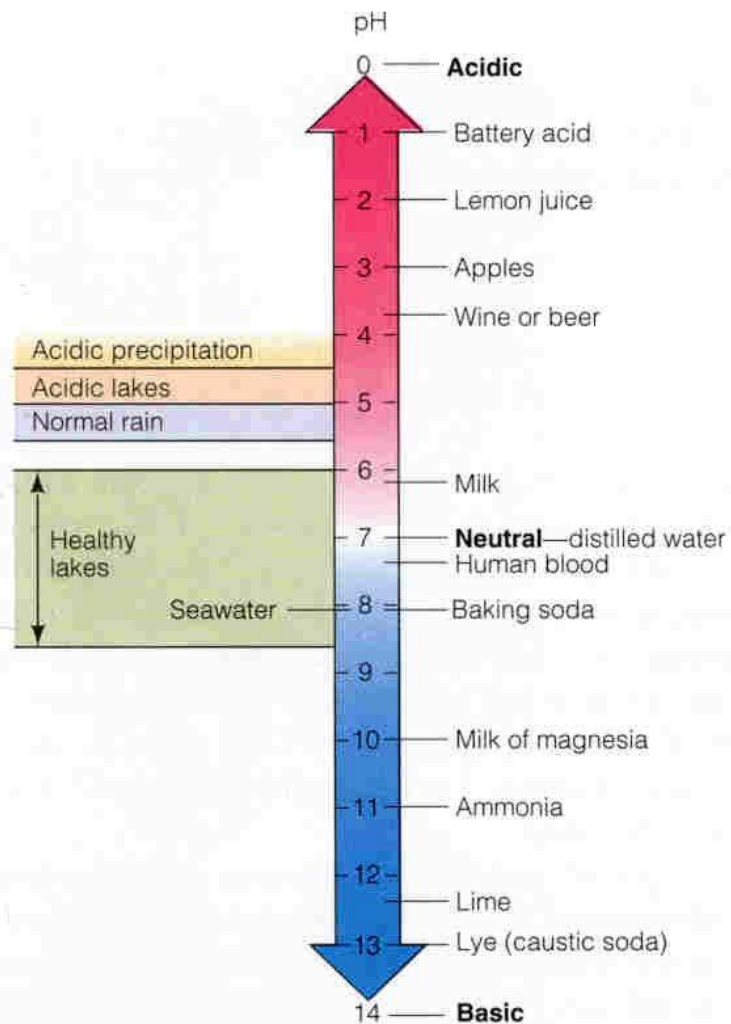 pH
0 Acidic
1 Battery acid
2 Lemon juice
3 Apples
Wine or beer
4
Acidic precipitation
Acidic lakes
5
Normal rain
6
Milk
7 Neutral—distilled water
Healthy
lakes
Human blood
Seawater 8 Baking soda
9
10 Milk of magnesia
11 Ammonia
12
Lime
13 Lye (caustic soda)
14 Basic